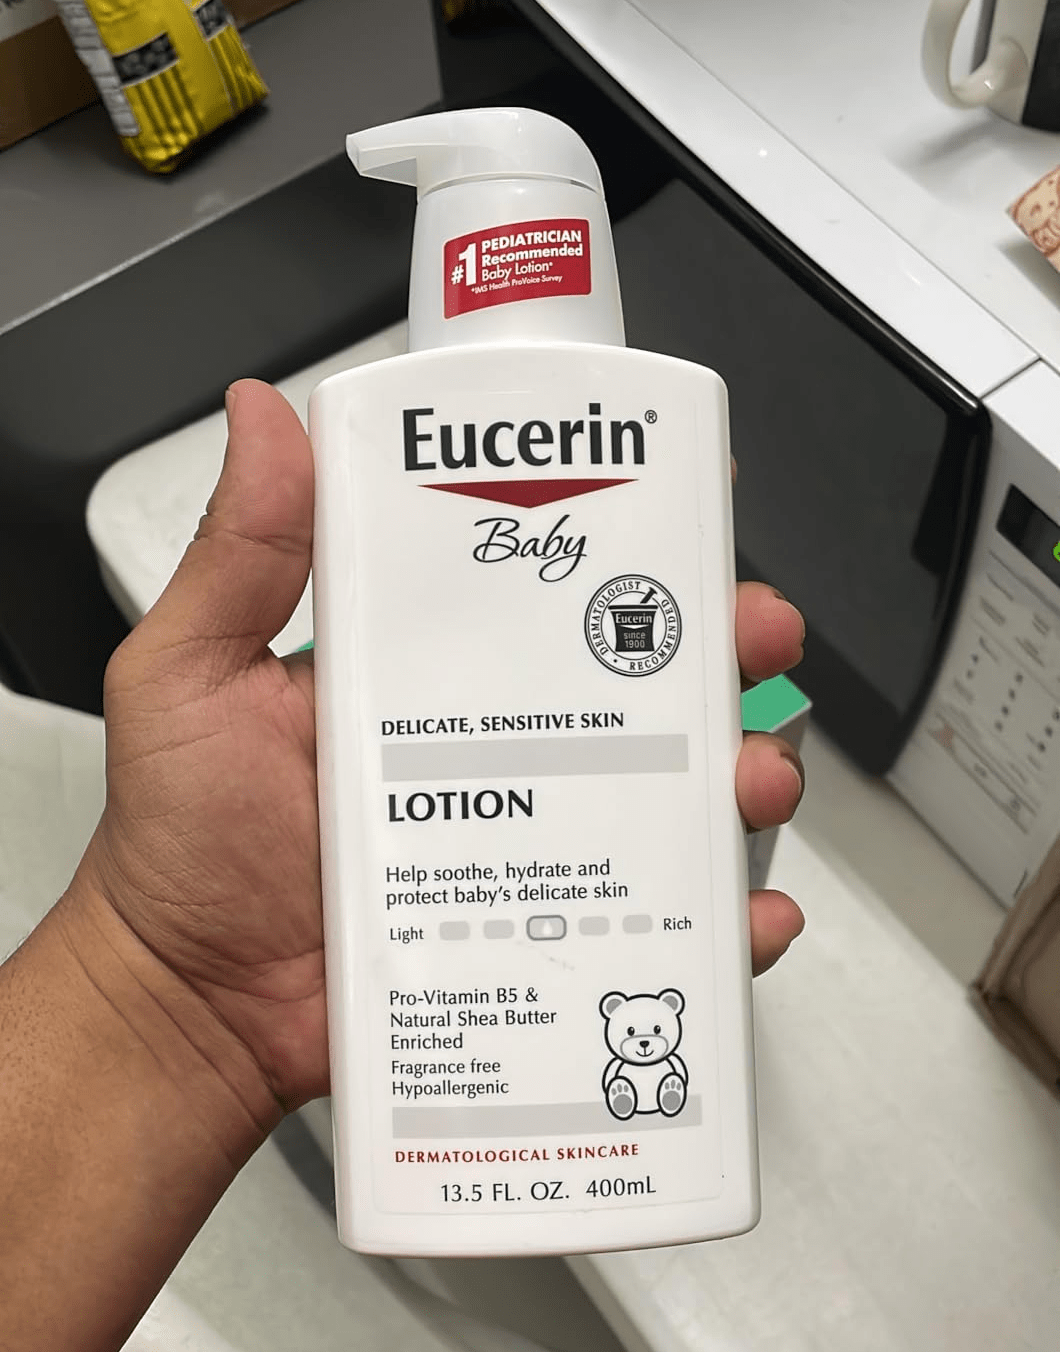 #1 PEDIATRICIAN
Recommended
Baby Lotion*
*IMS Health ProVoice Survey
Eucerin®
Baby
DERMATOLOGIST RECOMMENDED
Eucerin
since
1900
DELICATE, SENSITIVE SKIN
LOTION
Help soothe, hydrate and
protect baby's delicate skin
Light
Rich
Pro-Vitamin B5 &
Natural Shea Butter
Enriched
Fragrance free
Hypoallergenic
DERMATOLOGICAL SKINCARE
13.5 FL. OZ. 400mL